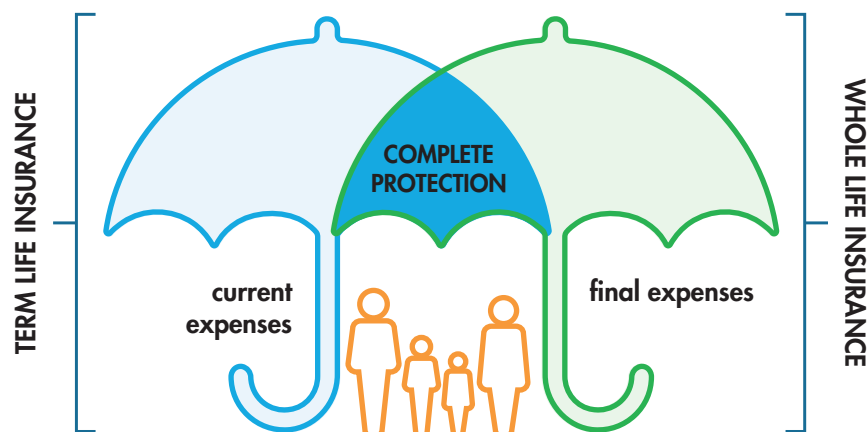 TERM LIFE INSURANCE
COMPLETE
PROTECTION
current
expenses
final expenses
WHOLE LIFE INSURANCE